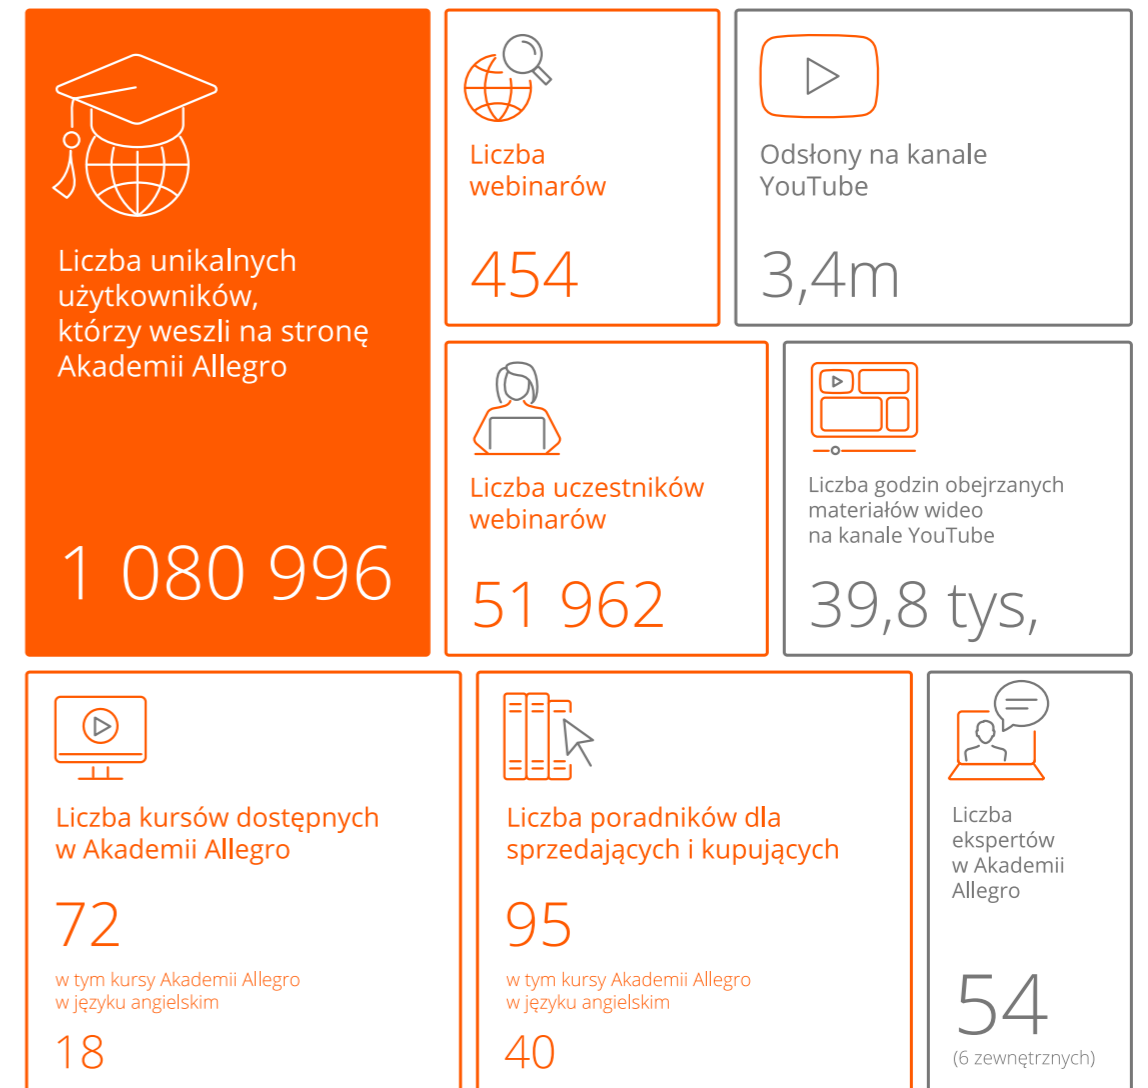 Liczba unikalnych
użytkowników,
którzy weszli na stronę
Akademii Allegro
1 080 996
Liczba
webinarów
454
Odsłony na kanale
YouTube
3,4m
Liczba uczestników
webinarów
51 962
Liczba godzin obejrzanych
materiałów wideo
na kanale YouTube
39,8 tys,
Liczba kursów dostępnych
w Akademii Allegro
72
w tym kursy Akademii Allegro
w języku angielskim
18
Liczba poradników dla
sprzedających i kupujących
95
w tym kursy Akademii Allegro
w języku angielskim
40
Liczba
ekspertów
w Akademii
Allegro
54
(6 zewnętrznych)